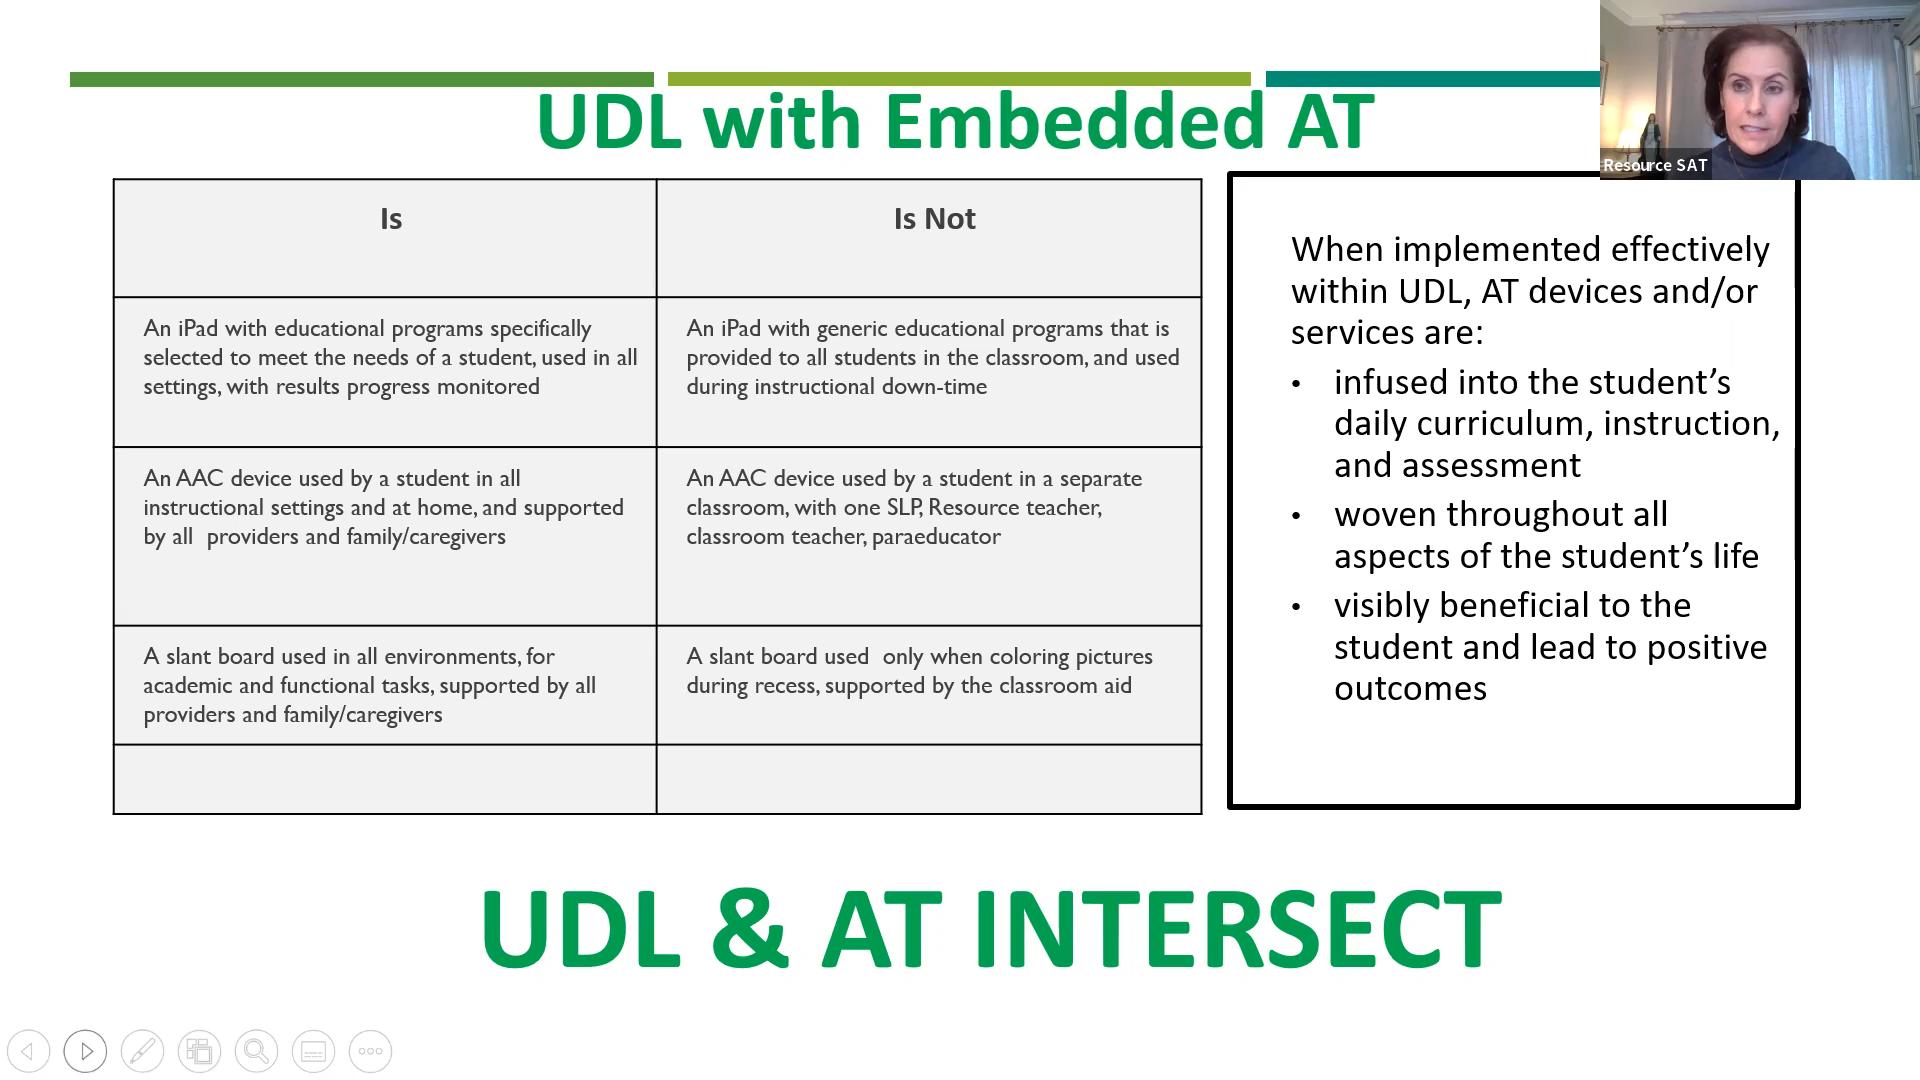 UDL with Embedded AT
Resource SAT
Is
Is Not
An iPad with educational programs specifically
selected to meet the needs of a student, used in all
settings, with results progress monitored
An iPad with generic educational programs that is
provided to all students in the classroom, and used
during instructional down-time
An AAC device used by a student in all
instructional settings and at home, and supported
by all  providers and family/caregivers
An AAC device used by a student in a separate
classroom, with one SLP, Resource teacher,
classroom teacher, paraeducator
A slant board used in all environments, for
academic and functional tasks, supported by all
providers and family/caregivers
A slant board used  only when coloring pictures
during recess, supported by the classroom aid
When implemented effectively
within UDL, AT devices and/or
services are:
• infused into the student’s
daily curriculum, instruction,
and assessment
• woven throughout all
aspects of the student’s life
• visibly beneficial to the
student and lead to positive
outcomes
UDL & AT INTERSECT